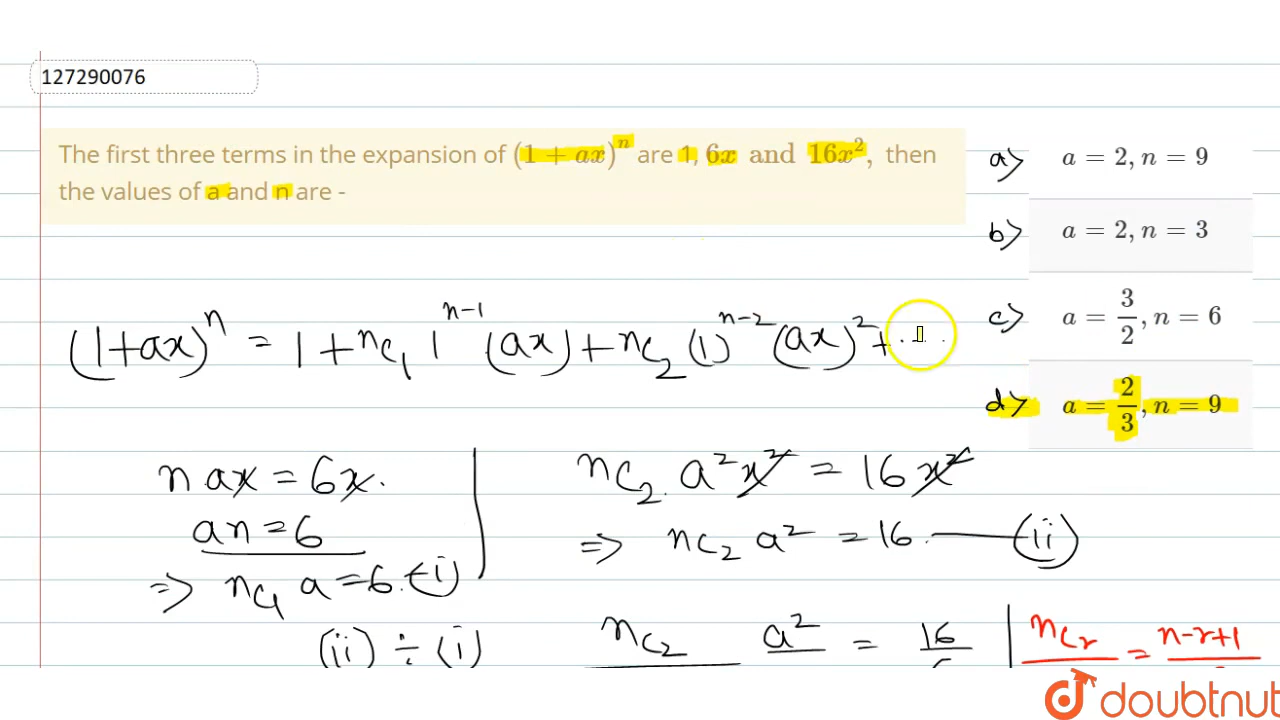 127290076
The first three terms in the expansion of (1 + ax)^n are 1, 6x and 16x^2, then
the values of a and n are -
a> a = 2, n = 9
b> a = 2, n = 3
c> a = 3/2, n = 6
d> a = 2/3, n = 9
(1+ax)^n = 1 + nC1 1^(n-1) (ax) + nC2 (1)^(n-2) (ax)^2 + ....
n ax = 6x.
an = 6
=> nC1 a = 6. -(i)
nC2. a^2 x^2 = 16 x^2
=> nC2 a^2 = 16. —(ii)
(ii) ÷ (i)
nC2 a^2 = 16
nCr = n-r+1
doubtnut